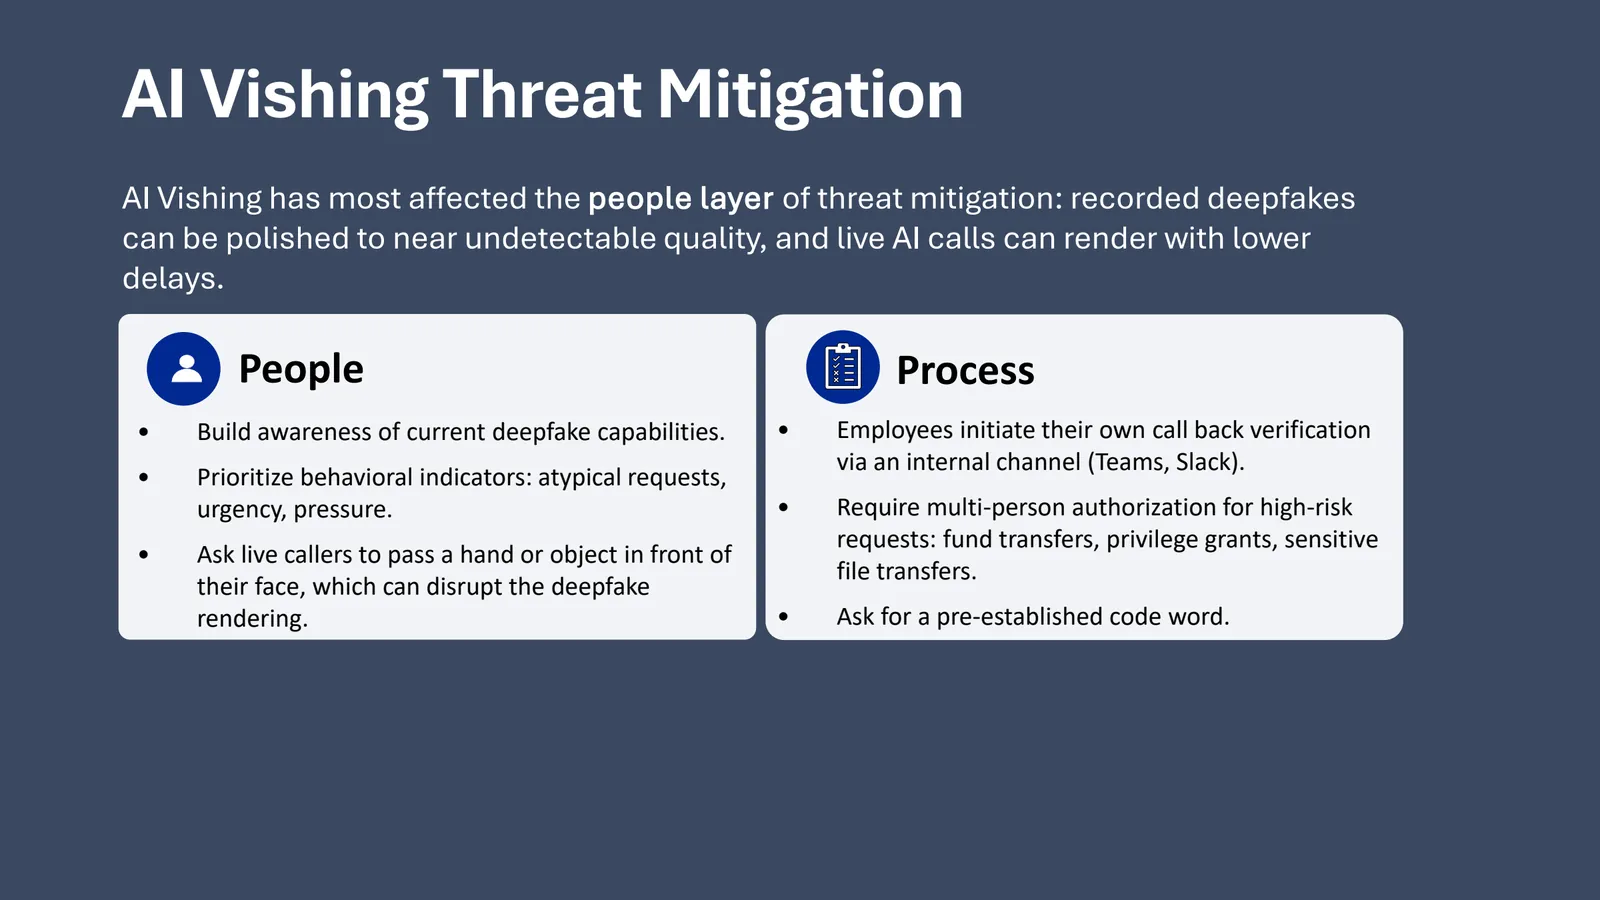 AI Vishing Threat Mitigation
AI Vishing has most affected the people layer of threat mitigation: recorded deepfakes
can be polished to near undetectable quality, and live AI calls can render with lower
delays.
People
• Build awareness of current deepfake capabilities.
• Prioritize behavioral indicators: atypical requests,
urgency, pressure.
• Ask live callers to pass a hand or object in front of
their face, which can disrupt the deepfake
rendering.
Process
• Employees initiate their own call back verification
via an internal channel (Teams, Slack).
• Require multi-person authorization for high-risk
requests: fund transfers, privilege grants, sensitive
file transfers.
• Ask for a pre-established code word.